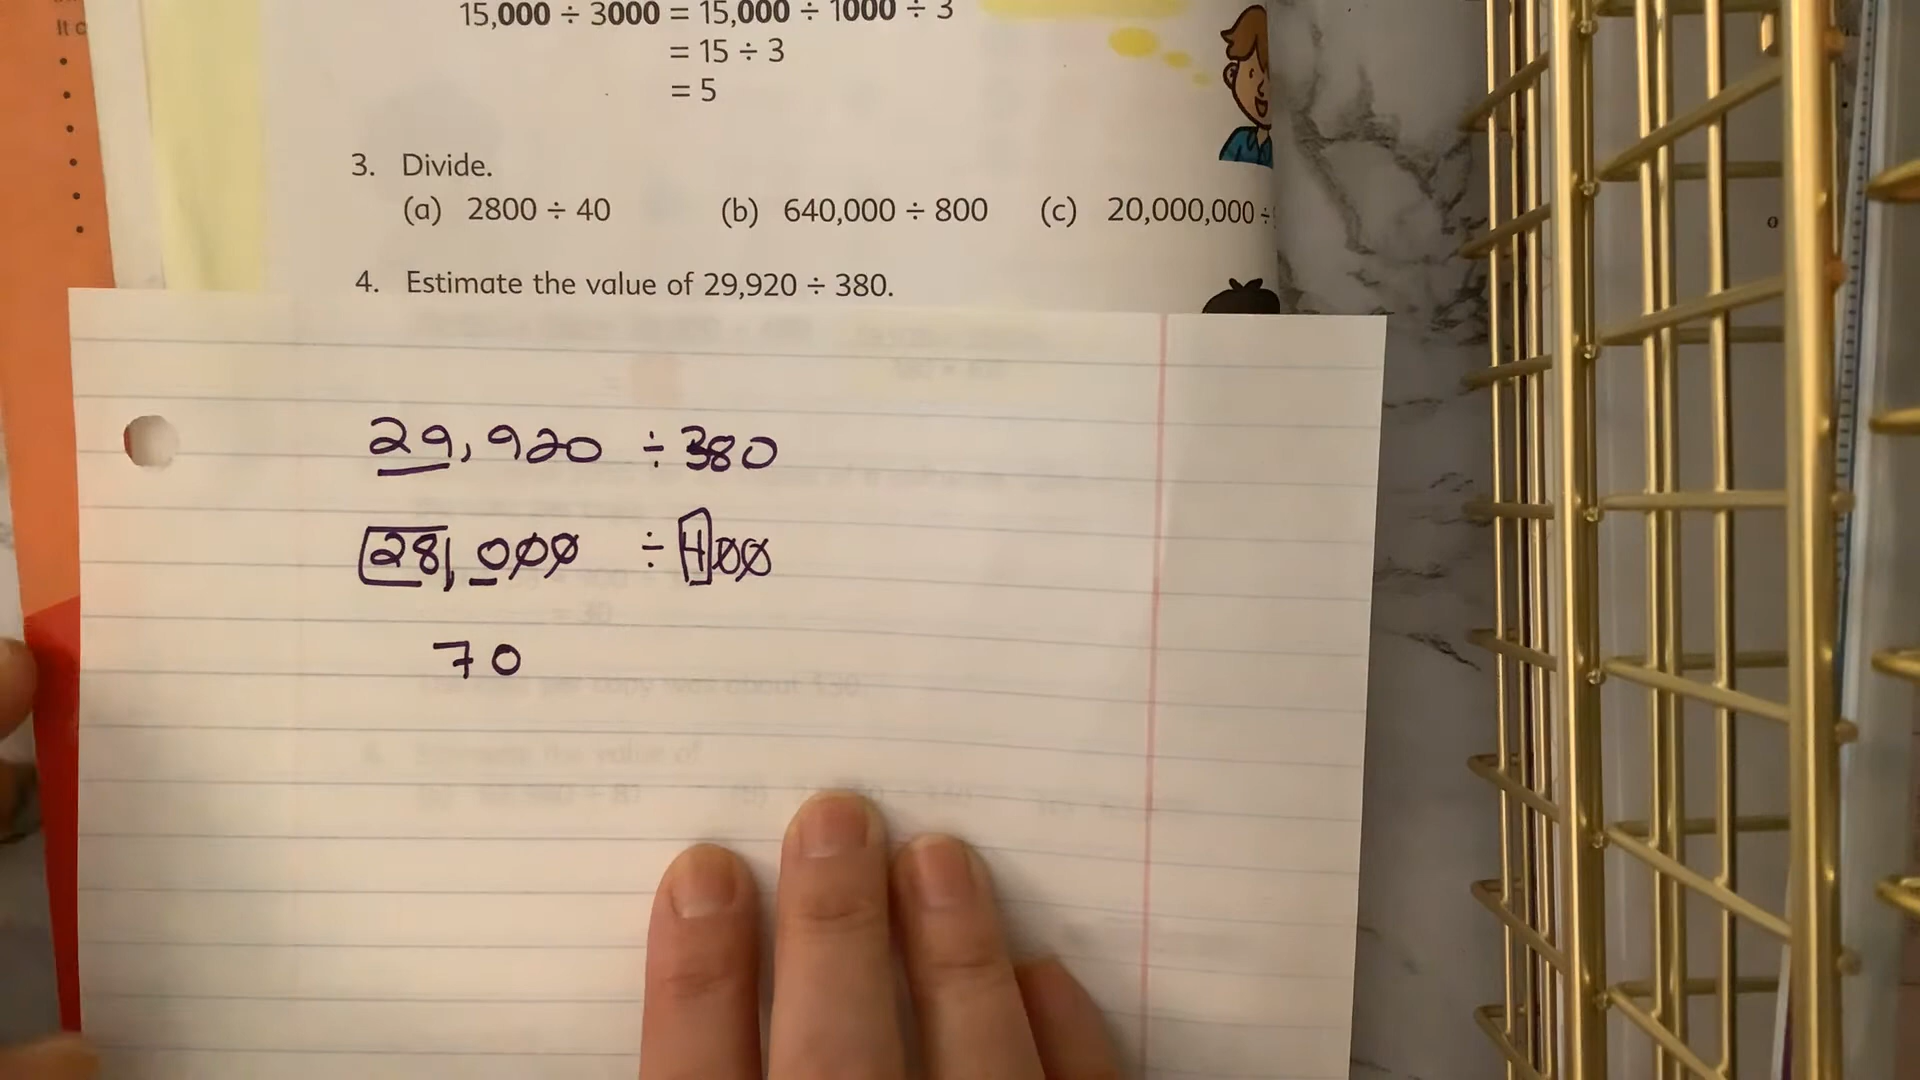 It c
15,000 ÷ 3000 = 15,000 ÷ 1000 ÷ 3
= 15 ÷ 3
= 5
3. Divide.
(a) 2800 ÷ 40 (b) 640,000 ÷ 800 (c) 20,000,000 ÷
4. Estimate the value of 29,920 ÷ 380.
29,920 ÷ 380
28,000 ÷ 400
70